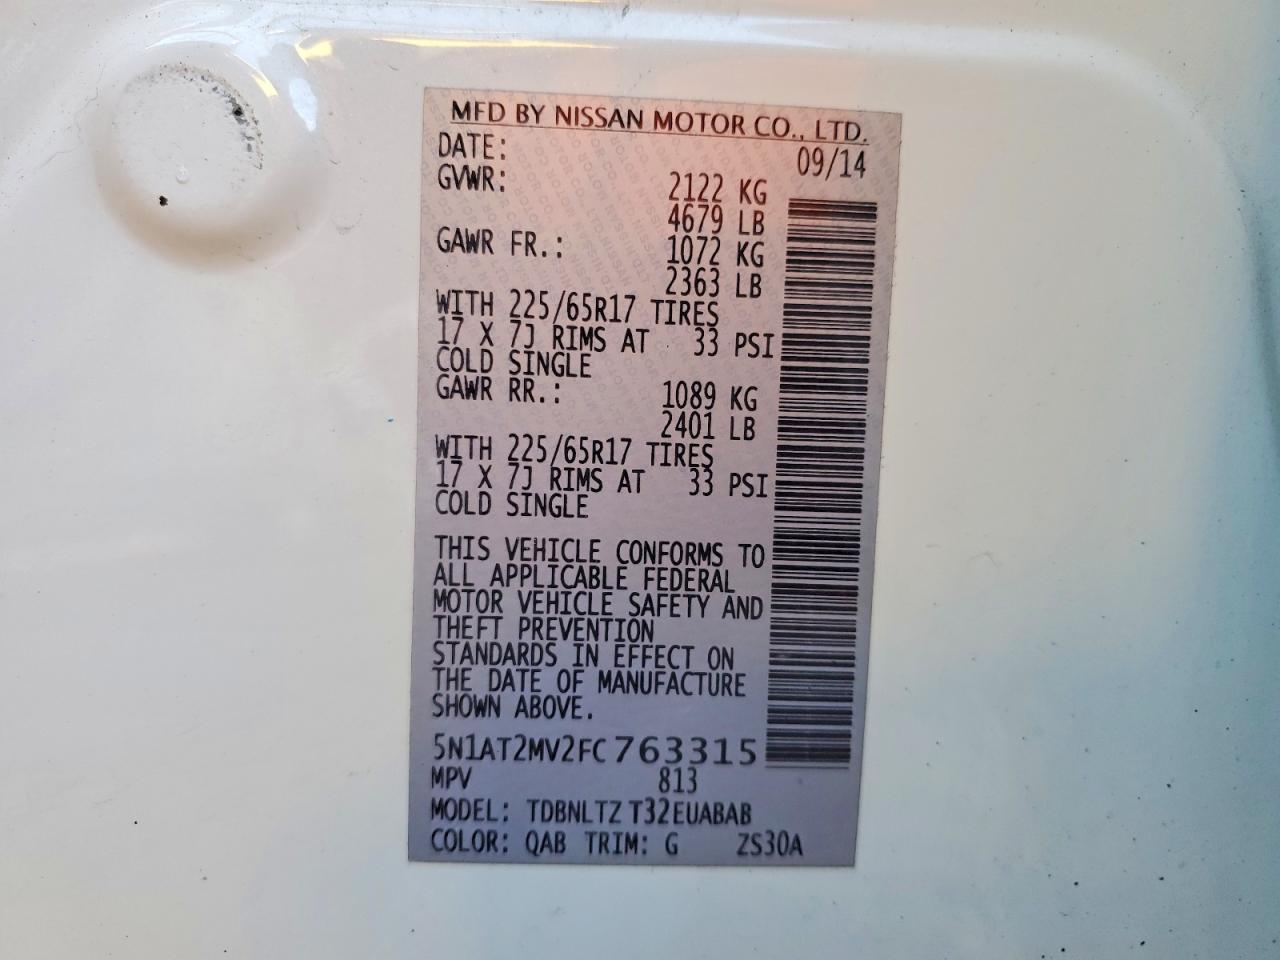 MFD BY NISSAN MOTOR CO., LTD.
DATE: 09/14
GVWR: 2122 KG
4679 LB
GAWR FR.: 1072 KG
2363 LB
WITH 225/65R17 TIRES
17 X 7J RIMS AT 33 PSI
COLD SINGLE
GAWR RR.: 1089 KG
2401 LB
WITH 225/65R17 TIRES
17 X 7J RIMS AT 33 PSI
COLD SINGLE
THIS VEHICLE CONFORMS TO
ALL APPLICABLE FEDERAL
MOTOR VEHICLE SAFETY AND
THEFT PREVENTION
STANDARDS IN EFFECT ON
THE DATE OF MANUFACTURE
SHOWN ABOVE.
5N1AT2MV2FC763315
MPV 813
MODEL: TDBNLTZ T32EUABAB
COLOR: QAB TRIM: G ZS30A